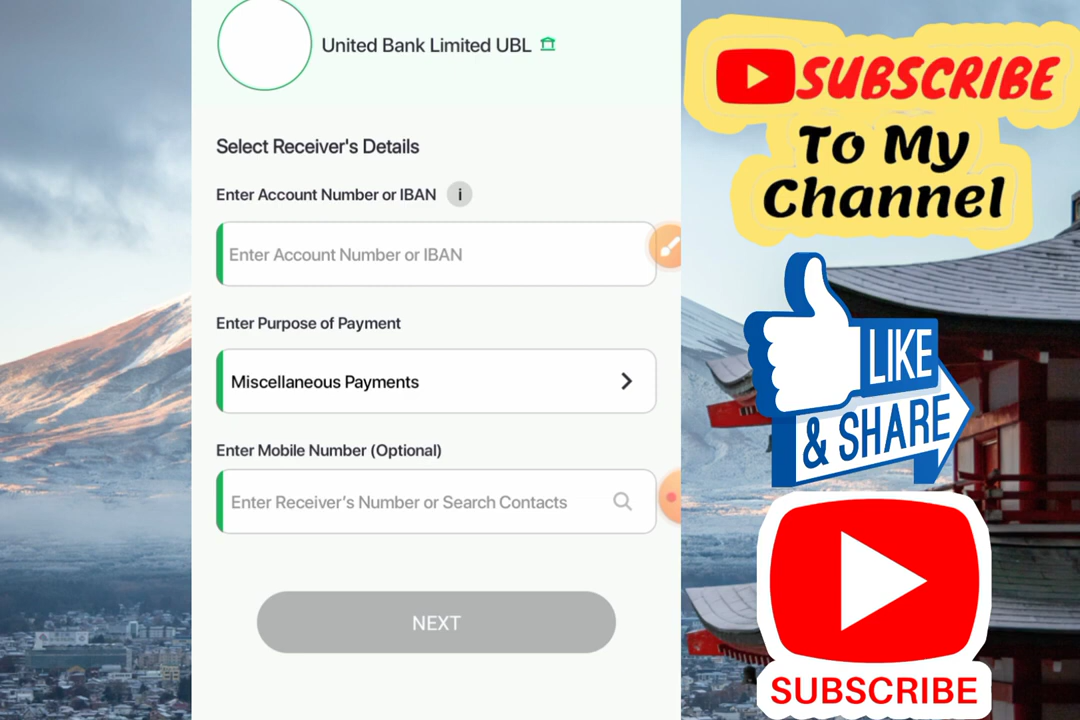 United Bank Limited UBL
Select Receiver's Details
Enter Account Number or IBAN i
Enter Account Number or IBAN
Enter Purpose of Payment
Miscellaneous Payments
Enter Mobile Number (Optional)
Enter Receiver's Number or Search Contacts
NEXT
SUBSCRIBE
To My
Channel
LIKE
& SHARE
SUBSCRIBE